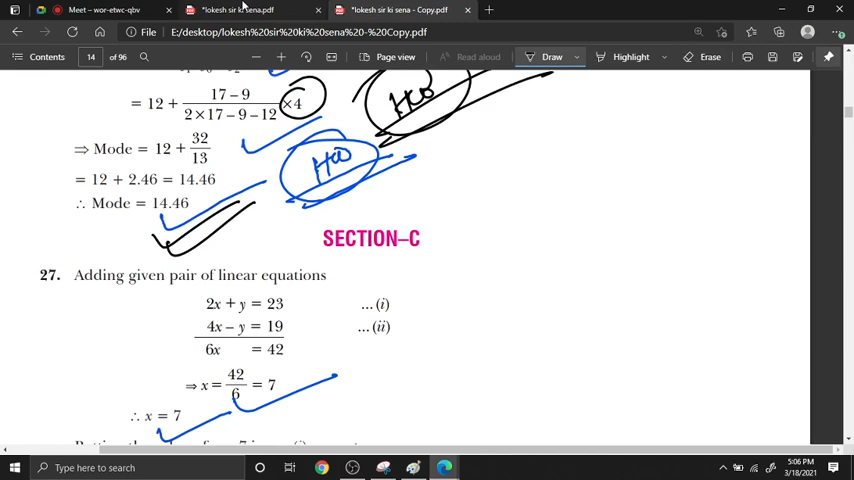 Meet – wor-etwc-qbv
*lokesh sir ki sena.pdf
*lokesh sir ki sena - Copy.pdf
File
E:/desktop/lokesh%20sir%20ki%20sena%20-%20Copy.pdf
Contents
14 of 96
Page view
Read aloud
Draw
Highlight
Erase
= 12 + 17 – 9 / 2 × 17 – 9 – 12 × 4
⇒ Mode = 12 + 32 / 13
= 12 + 2.46 = 14.46
∴ Mode = 14.46
SECTION–C
27. Adding given pair of linear equations
2x + y = 23 ...(i)
4x – y = 19 ...(ii)
6x = 42
⇒ x = 42 / 6 = 7
∴ x = 7
Type here to search
5:06 PM
3/18/2021